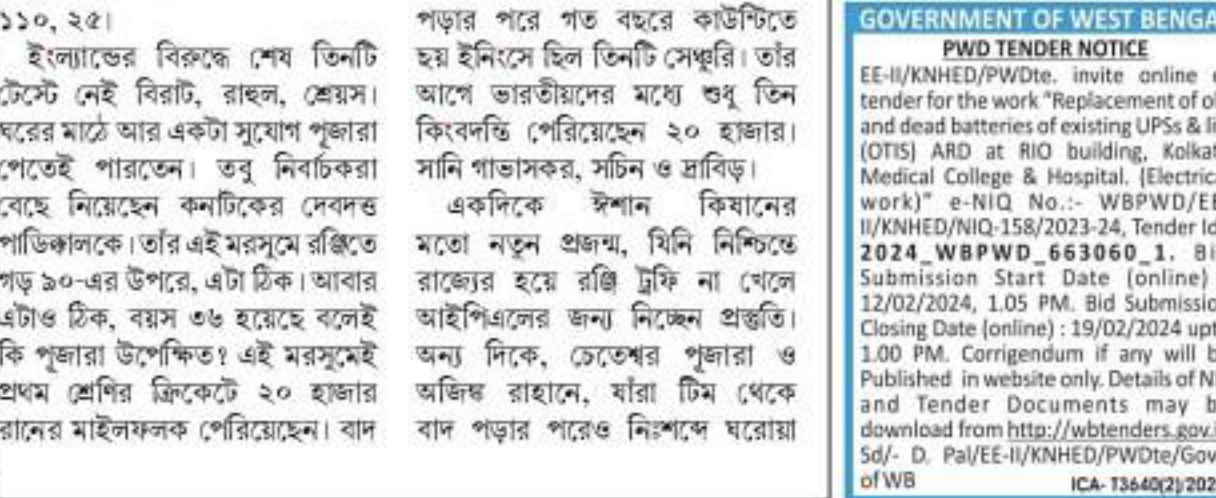 ১১০, ২৫।
ইংল্যান্ডের বিরুদ্ধে শেষ তিনটি
টেস্টে নেই বিরাট, রাহুল, শ্রেয়স।
ঘরের মাঠে আর একটা সুযোগ পূজারা
পেতেই পারতেন। তবু নির্বাচকরা
বেছে নিয়েছেন কর্নাটকের দেবদত্ত
পাডিক্কালকে। তাঁর এই মরসুমে রঞ্জিতে
গড় ৯০-এর উপরে, এটা ঠিক। আবার
এটাও ঠিক, বয়স ৩৬ হয়েছে বলেই
কি পূজারা উপেক্ষিত? এই মরসুমেই
প্রথম শ্রেণির ক্রিকেটে ২০ হাজার
রানের মাইলফলক পেরিয়েছেন। বাদ
পড়ার পরে গত বছরে কাউন্টিতে
ছয় ইনিংসে ছিল তিনটি সেঞ্চুরি। তাঁর
আগে ভারতীয়দের মধ্যে শুধু তিন
কিংবদন্তি পেরিয়েছেন ২০ হাজার।
সানি গাভাসকর, সচিন ও দ্রাবিড়।
একদিকে ঈশান কিষানের
মতো নতুন প্রজন্ম, যিনি নিশ্চিন্তে
রাজ্যের হয়ে রঞ্জি ট্রফি না খেলে
আইপিএলের জন্য নিচ্ছেন প্রস্তুতি।
অন্য দিকে, চেতেশ্বর পূজারা ও
অজিঙ্ক রাহানে, যাঁরা টিম থেকে
বাদ পড়ার পরেও নিঃশব্দে ঘরোয়া
GOVERNMENT OF WEST BENGA
PWD TENDER NOTICE
EE-II/KNHED/PWDte. invite online e
tender for the work "Replacement of ol
and dead batteries of existing UPSs & li
(OTIS) ARD at RIO building, Kolkat
Medical College & Hospital. (Electrica
work)" e-NIQ No.:- WBPWD/EE
II/KNHED/NIQ-158/2023-24, Tender Id
2024_WBPWD_663060_1. Bi
Submission Start Date (online)
12/02/2024, 1.05 PM. Bid Submissio
Closing Date (online) : 19/02/2024 upt
1.00 PM. Corrigendum if any will b
Published in website only. Details of NI
and Tender Documents may b
download from http://wbtenders.gov.i
Sd/- D. Pal/EE-II/KNHED/PWDte/Gov
of WB ICA- T3640(2)/202